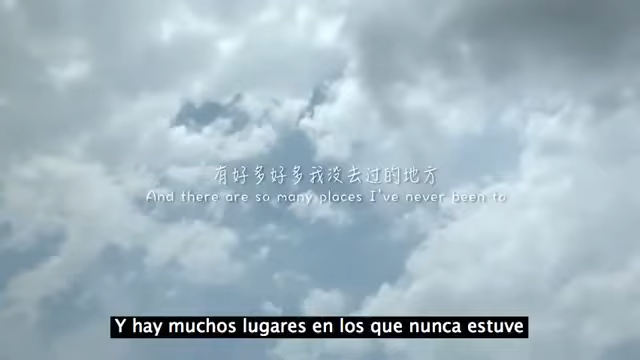 有好多好多我没去过的地方
And there are so many places I've never been to
Y hay muchos lugares en los que nunca estuve